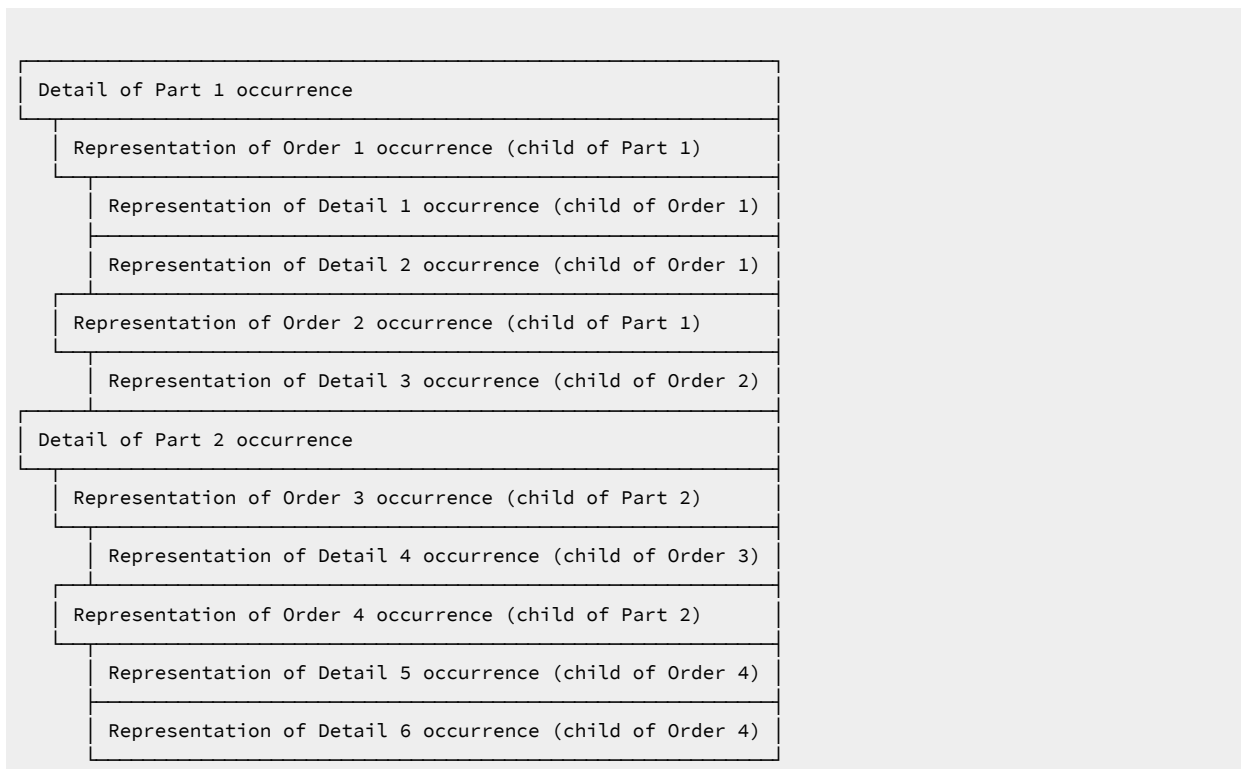 Detail of Part 1 occurrence
Representation of Order 1 occurrence (child of Part 1)
Representation of Detail 1 occurrence (child of Order 1)
Representation of Detail 2 occurrence (child of Order 1)
Representation of Order 2 occurrence (child of Part 1)
Representation of Detail 3 occurrence (child of Order 2)
Detail of Part 2 occurrence
Representation of Order 3 occurrence (child of Part 2)
Representation of Detail 4 occurrence (child of Order 3)
Representation of Order 4 occurrence (child of Part 2)
Representation of Detail 5 occurrence (child of Order 4)
Representation of Detail 6 occurrence (child of Order 4)